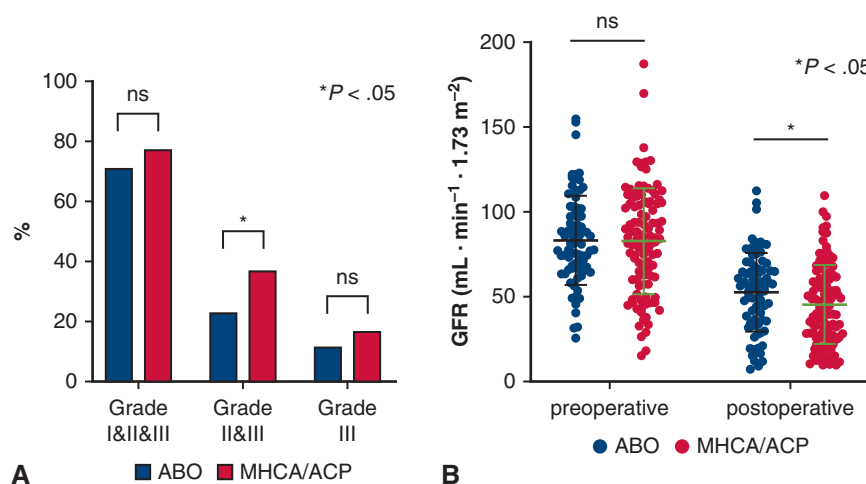 100
80
60
40
20
0
%
ns
*
ns
*P < .05
Grade
I&II&III
Grade
II&III
Grade
III
A
ABO
MHCA/ACP
200
150
100
50
0
GFR (mL · min⁻¹ · 1.73 m⁻²)
ns
*P < .05
*
preoperative
postoperative
B
ABO
MHCA/ACP